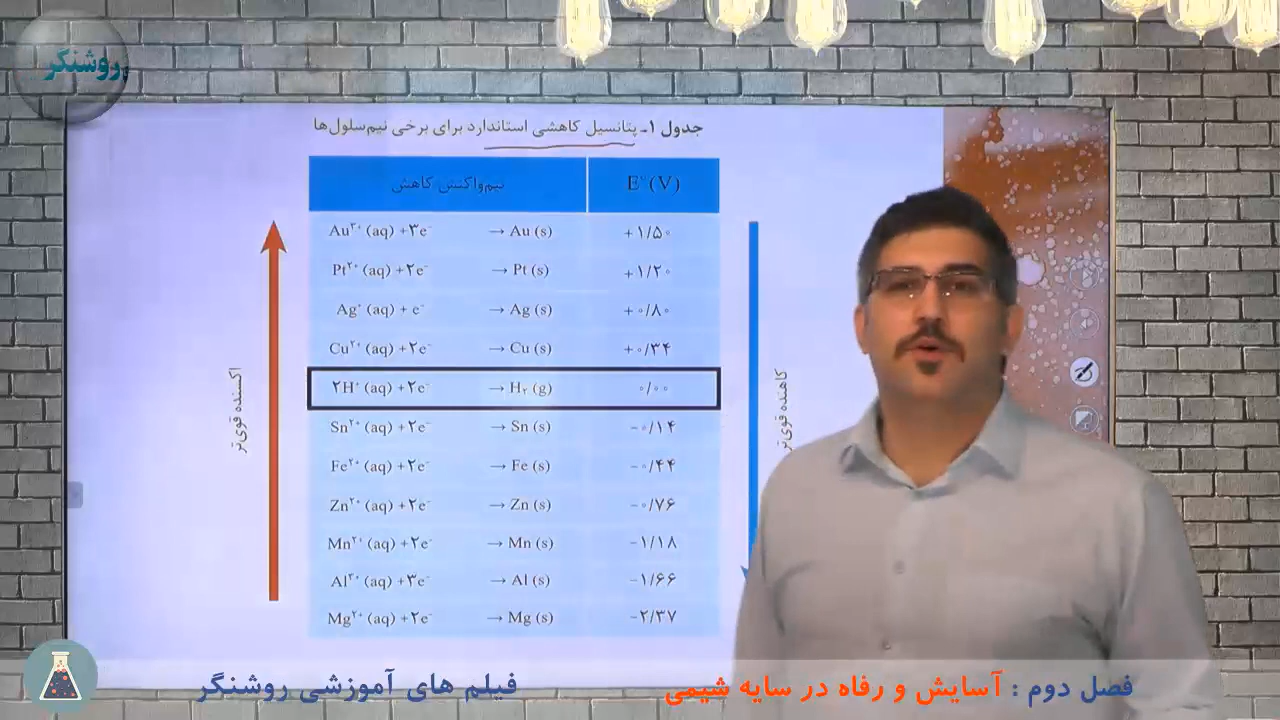 روشنگر
جدول ۱ـ پتانسیل کاهشی استاندارد برای برخی نیم‌سلول‌ها
نیم‌واکنش کاهش E°(V)
Au³⁺ (aq) +۳e⁻ → Au (s) +۱/۵۰
Pt²⁺ (aq) +۲e⁻ → Pt (s) +۱/۲۰
Ag⁺ (aq) + e⁻ → Ag (s) +۰/۸۰
Cu²⁺ (aq) +۲e⁻ → Cu (s) +۰/۳۴
۲H⁺ (aq) +۲e⁻ → H₂ (g) ۰/۰۰
Sn²⁺ (aq) +۲e⁻ → Sn (s) −۰/۱۴
Fe²⁺ (aq) +۲e⁻ → Fe (s) −۰/۴۴
Zn²⁺ (aq) +۲e⁻ → Zn (s) −۰/۷۶
Mn²⁺ (aq) +۲e⁻ → Mn (s) −۱/۱۸
Al³⁺ (aq) +۳e⁻ → Al (s) −۱/۶۶
Mg²⁺ (aq) +۲e⁻ → Mg (s) −۲/۳۷
کاهنده قوی‌تر
اکسنده قوی‌تر
فصل دوم : آسایش و رفاه در سایه شیمی
فیلم های آموزشی روشنگر